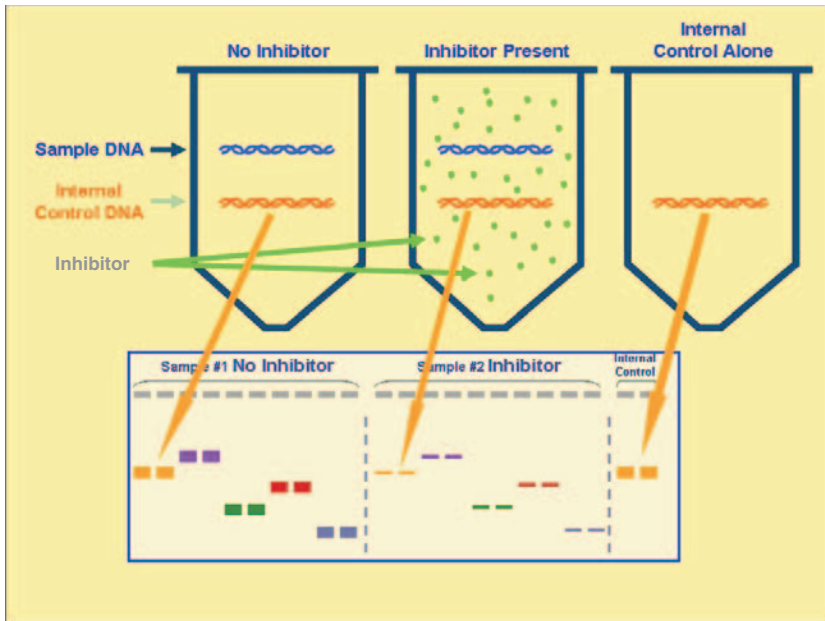 No Inhibitor
Inhibitor Present
Internal
Control Alone
Sample DNA
Internal
Control DNA
Inhibitor
Sample #1 No Inhibitor
Sample #2 Inhibitor
Internal
Control